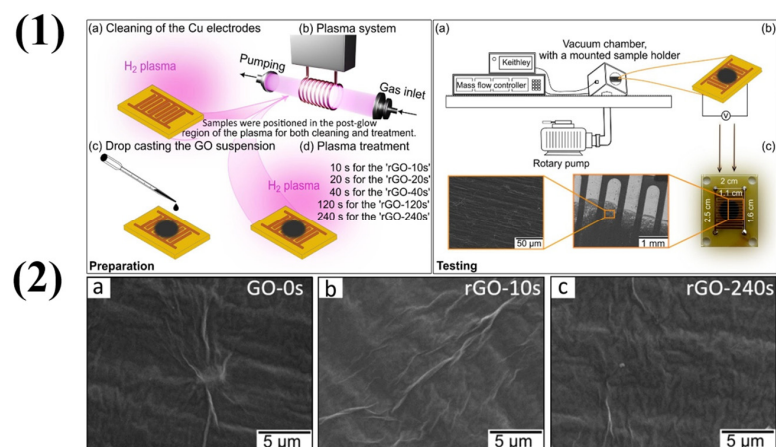 (1)
(a) Cleaning of the Cu electrodes
(b) Plasma system
H₂ plasma
Pumping
Gas inlet
Samples were positioned in the post-glow
region of the plasma for both cleaning and treatment.
(c) Drop casting the GO suspension
(d) Plasma treatment
H₂ plasma
10 s for the 'rGO-10s'
20 s for the 'rGO-20s'
40 s for the 'rGO-40s'
120 s for the 'rGO-120s'
240 s for the 'rGO-240s'
Preparation
(a)
(b)
Keithley
Mass flow controller
Vacuum chamber,
with a mounted sample
holder
Rotary pump
V
(c)
2 cm
1.1 cm
2.5 cm
1.6 cm
50 µm
1 mm
Testing
(2)
a
GO-0s
5 µm
b
rGO-10s
5 µm
c
rGO-240s
5 µm